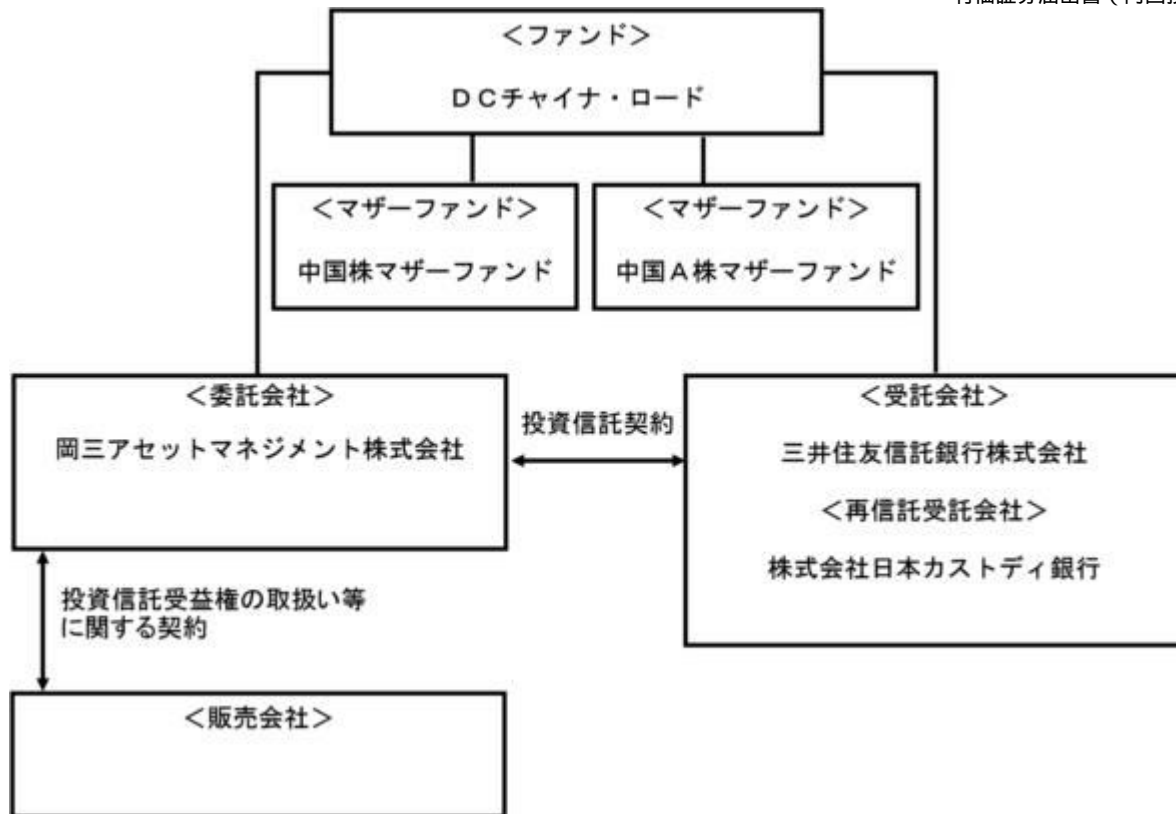 ＜ファンド＞
ＤＣチャイナ・ロード
＜マザーファンド＞
中国株マザーファンド
＜マザーファンド＞
中国Ａ株マザーファンド
＜委託会社＞
岡三アセットマネジメント株式会社
投資信託契約
＜受託会社＞
三井住友信託銀行株式会社
＜再信託受託会社＞
株式会社日本カストディ銀行
投資信託受益権の取扱い等
に関する契約
＜販売会社＞